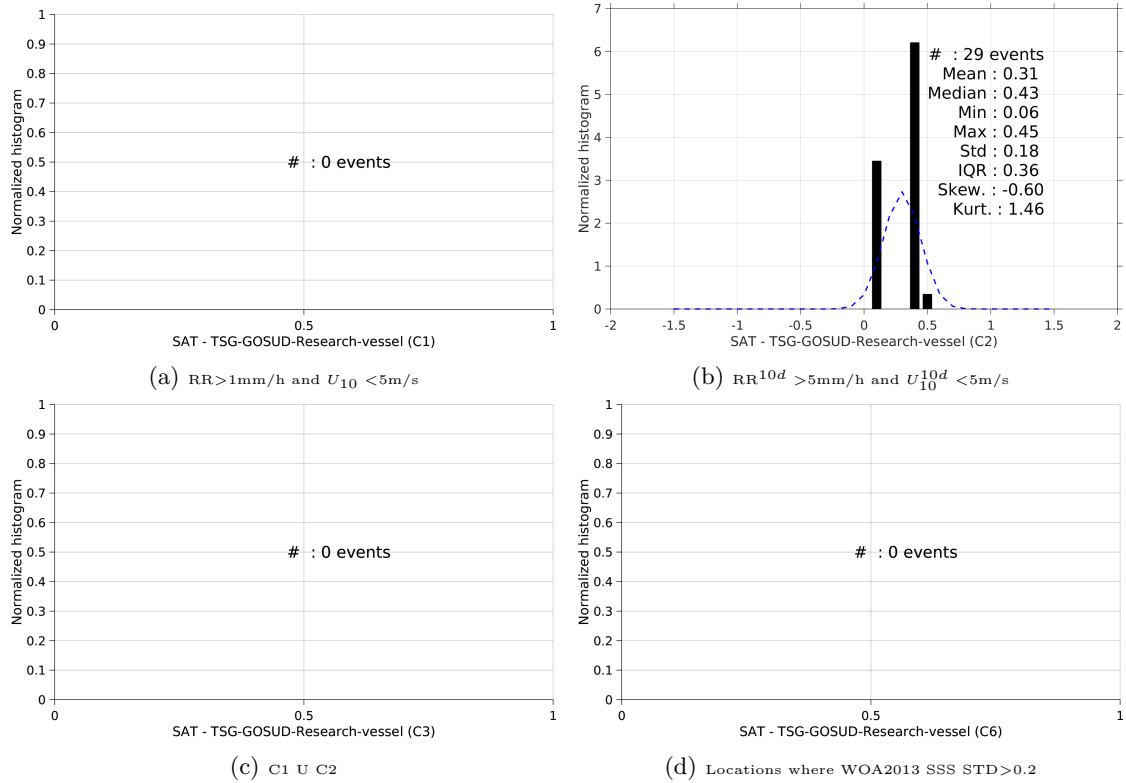 1
0.9
0.8
0.7
0.6
0.5
0.4
0.3
0.2
0.1
0
Normalized histogram
# : 0 events
0 0.5 1
SAT - TSG-GOSUD-Research-vessel (C1)
(a) RR>1mm/h and U10 <5m/s
7
6
5
4
3
2
1
0
Normalized histogram
# : 29 events
Mean : 0.31
Median : 0.43
Min : 0.06
Max : 0.45
Std : 0.18
IQR : 0.36
Skew. : -0.60
Kurt. : 1.46
-2 -1.5 -1 -0.5 0 0.5 1 1.5 2
SAT - TSG-GOSUD-Research-vessel (C2)
(b) RR^10d >5mm/h and U_10^10d <5m/s
1
0.9
0.8
0.7
0.6
0.5
0.4
0.3
0.2
0.1
0
Normalized histogram
# : 0 events
0 0.5 1
SAT - TSG-GOSUD-Research-vessel (C3)
(c) C1 U C2
1
0.9
0.8
0.7
0.6
0.5
0.4
0.3
0.2
0.1
0
Normalized histogram
# : 0 events
0 0.5 1
SAT - TSG-GOSUD-Research-vessel (C6)
(d) Locations where WOA2013 SSS STD>0.2